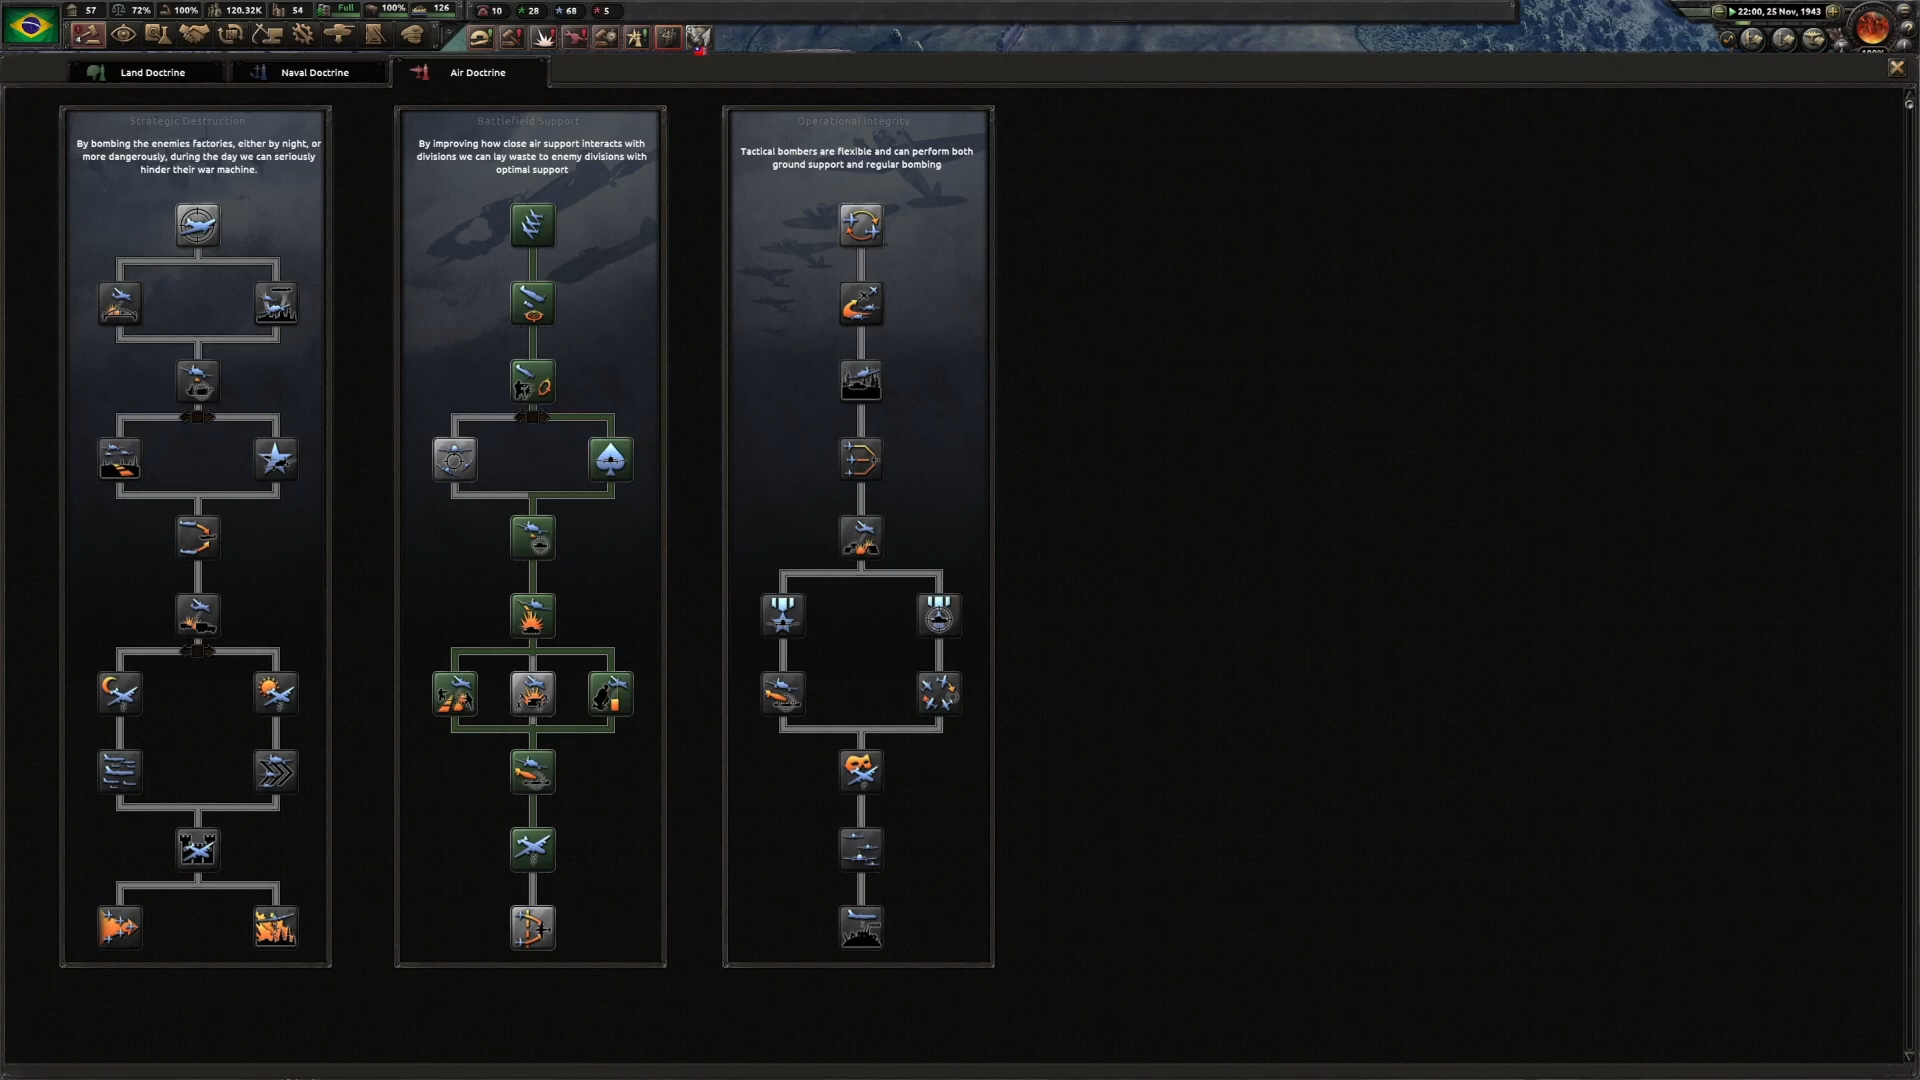 57 72% 100% 120.32K 54 Full 100% 126 10 28 68 5
22:00, 25 Nov, 1943
4
100%
Land Doctrine
Naval Doctrine
Air Doctrine
Strategic Destruction
By bombing the enemies factories, either by night, or
more dangerously, during the day we can seriously
hinder their war machine.
Battlefield Support
By improving how close air support interacts with
divisions we can lay waste to enemy divisions with
optimal support
Operational Integrity
Tactical bombers are flexible and can perform both
ground support and regular bombing